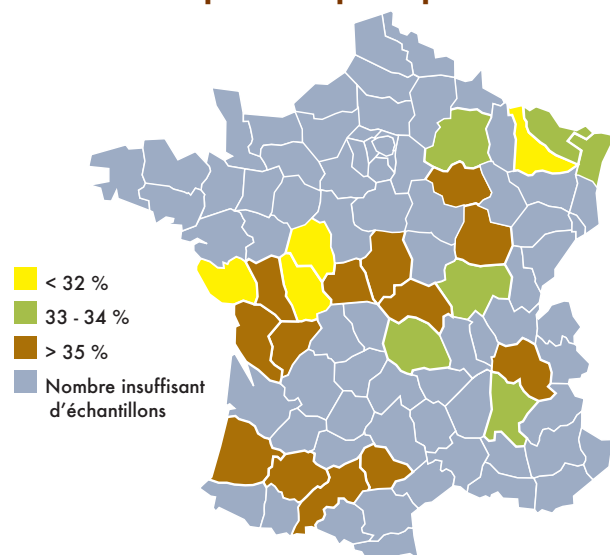 < 32 %
33 - 34 %
> 35 %
Nombre insuffisant
d'échantillons